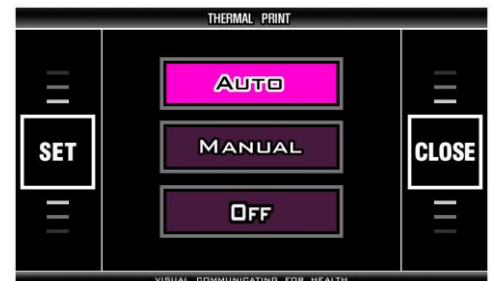 THERMAL PRINT
AUTO
MANUAL
OFF
SET
CLOSE
VISUAL COMMUNICATING FOR HEALTH